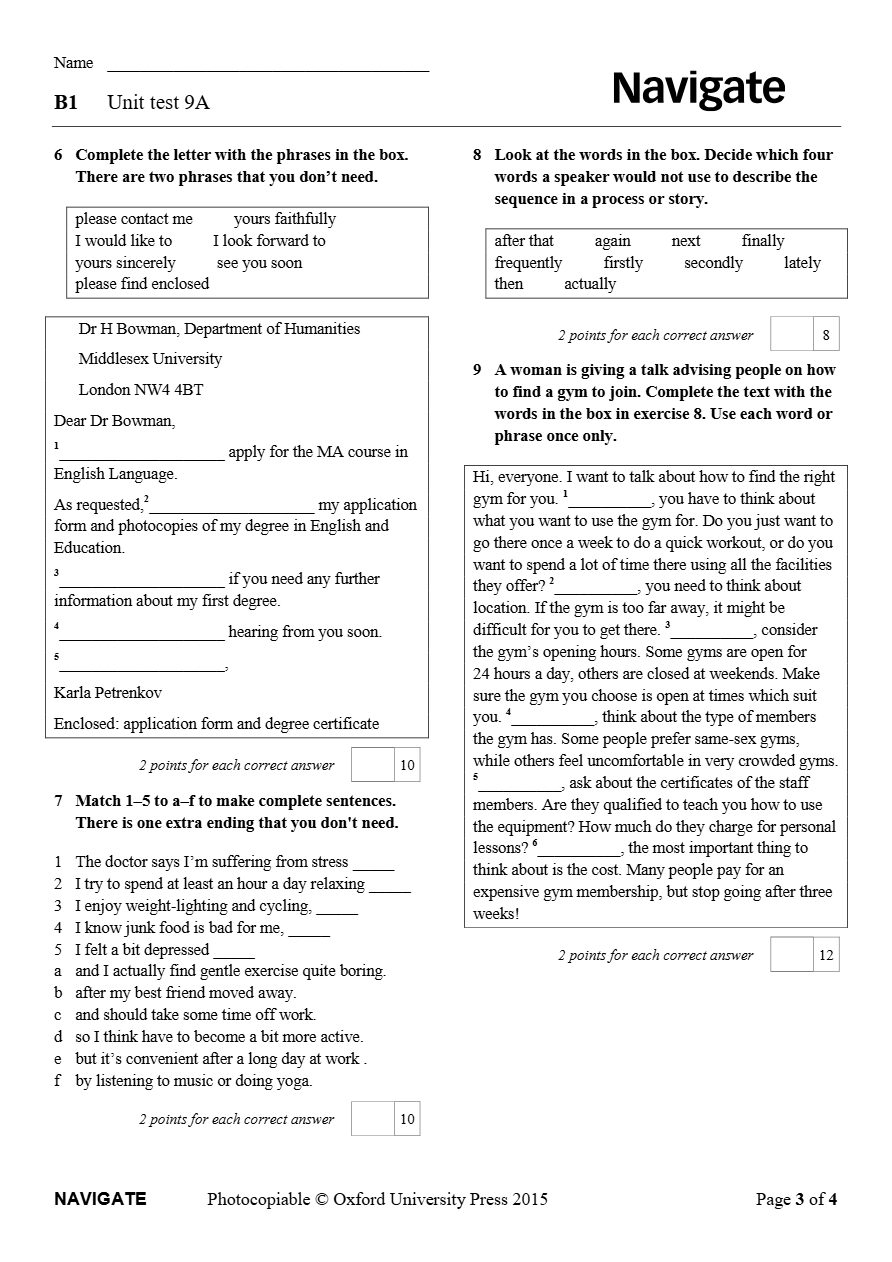 Name ____________________
Navigate
B1 Unit test 9A
6 Complete the letter with the phrases in the box.
There are two phrases that you don’t need.
please contact me yours faithfully
I would like to I look forward to
yours sincerely see you soon
please find enclosed
Dr H Bowman, Department of Humanities
Middlesex University
London NW4 4BT
Dear Dr Bowman,
1____________________ apply for the MA course in
English Language.
As requested,2____________________ my application
form and photocopies of my degree in English and
Education.
3____________________ if you need any further
information about my first degree.
4____________________ hearing from you soon.
5____________________,
Karla Petrenkov
Enclosed: application form and degree certificate
2 points for each correct answer 10
7 Match 1–5 to a–f to make complete sentences.
There is one extra ending that you don't need.
1 The doctor says I’m suffering from stress _____
2 I try to spend at least an hour a day relaxing _____
3 I enjoy weight-lighting and cycling, _____
4 I know junk food is bad for me, _____
5 I felt a bit depressed _____
a and I actually find gentle exercise quite boring.
b after my best friend moved away.
c and should take some time off work.
d so I think have to become a bit more active.
e but it’s convenient after a long day at work .
f by listening to music or doing yoga.
2 points for each correct answer 10
8 Look at the words in the box. Decide which four
words a speaker would not use to describe the
sequence in a process or story.
after that again next finally
frequently firstly secondly lately
then actually
2 points for each correct answer 8
9 A woman is giving a talk advising people on how
to find a gym to join. Complete the text with the
words in the box in exercise 8. Use each word or
phrase once only.
Hi, everyone. I want to talk about how to find the right
gym for you. 1__________, you have to think about
what you want to use the gym for. Do you just want to
go there once a week to do a quick workout, or do you
want to spend a lot of time there using all the facilities
they offer? 2__________, you need to think about
location. If the gym is too far away, it might be
difficult for you to get there. 3__________, consider
the gym’s opening hours. Some gyms are open for
24 hours a day, others are closed at weekends. Make
sure the gym you choose is open at times which suit
you. 4__________, think about the type of members
the gym has. Some people prefer same-sex gyms,
while others feel uncomfortable in very crowded gyms.
5__________, ask about the certificates of the staff
members. Are they qualified to teach you how to use
the equipment? How much do they charge for personal
lessons? 6__________, the most important thing to
think about is the cost. Many people pay for an
expensive gym membership, but stop going after three
weeks!
2 points for each correct answer 12
NAVIGATE Photocopiable © Oxford University Press 2015 Page 3 of 4